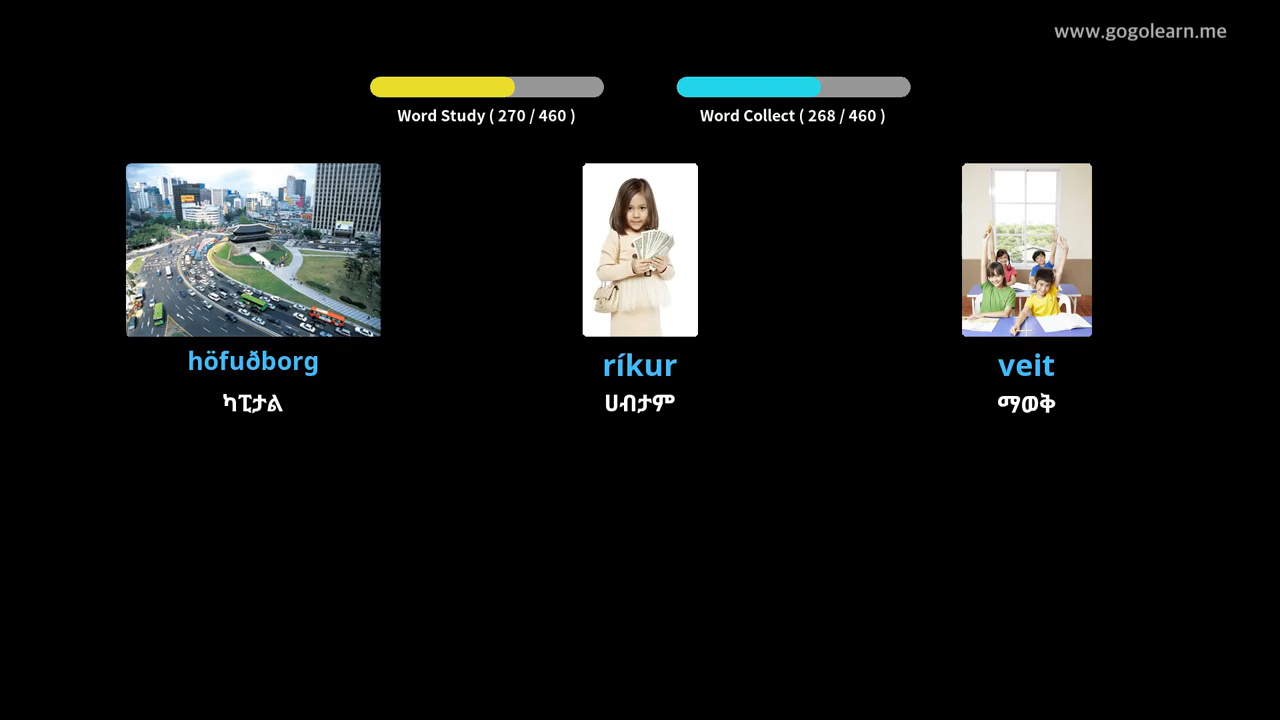 www.gogolearn.me
Word Study ( 270 / 460 )
Word Collect ( 268 / 460 )
höfuðborg
ríkur
veit
ካፒታል
ሀብታም
ማወቅ